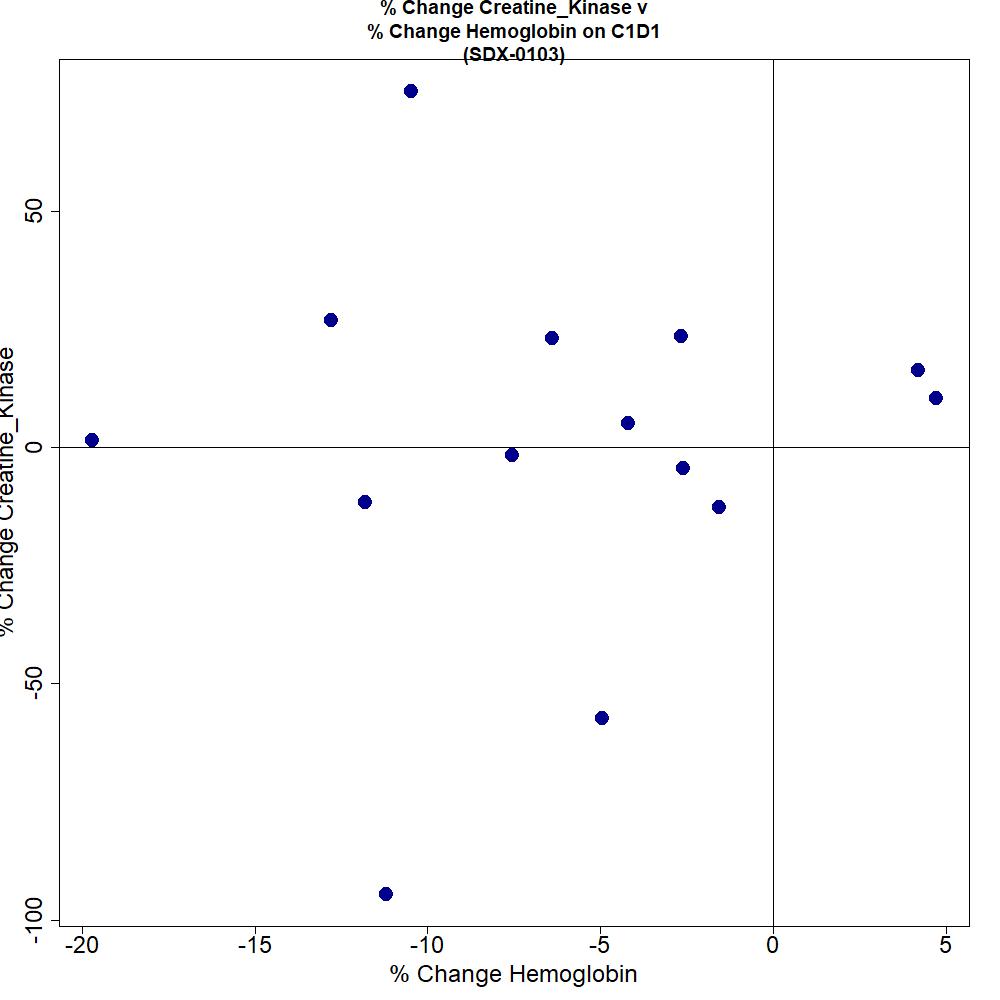 % Change Creatine_Kinase v
% Change Hemoglobin on C1D1
(SDX-0103)
% Change Creatine_Kinase
50
0
-50
-100
-20
-15
-10
-5
0
5
% Change Hemoglobin